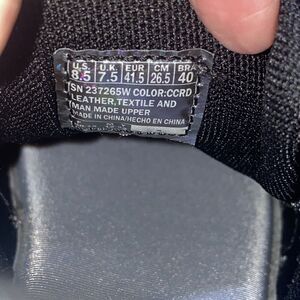 U.S. U.K. EUR CM BRA
8.5 7.5 41.5 26.5 40
SN 237265W COLOR:CCRD
LEATHER,TEXTILE AND
MAN MADE UPPER
MADE IN CHINA/HECHO EN CHINA